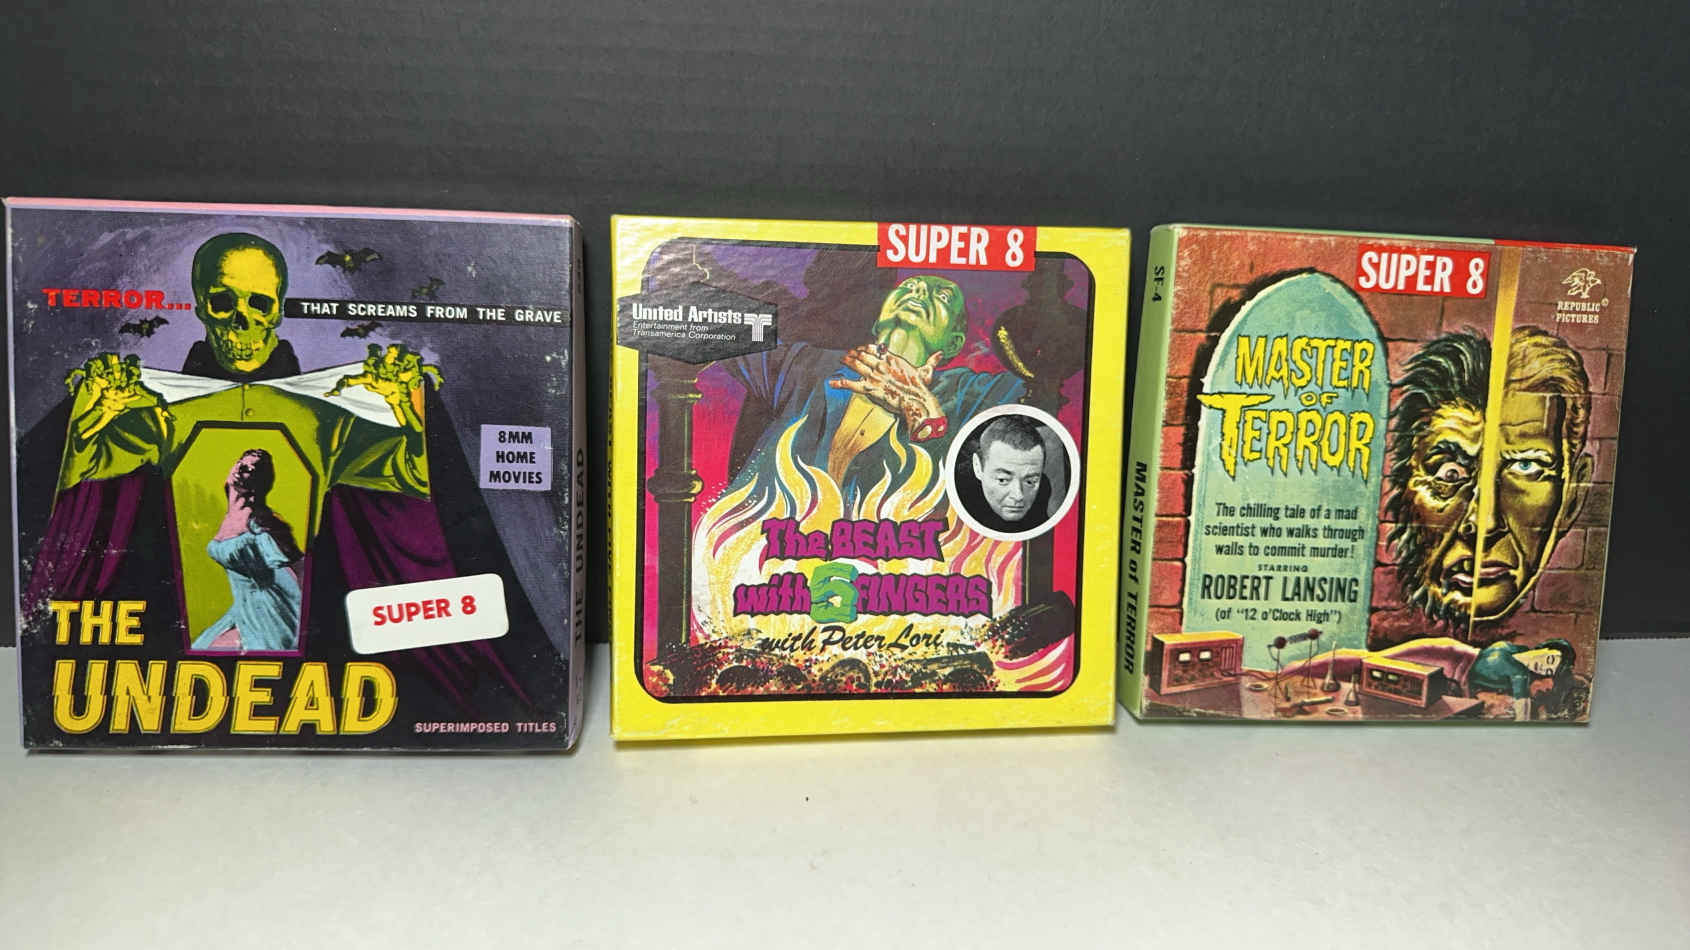 TERROR...
THAT SCREAMS FROM THE GRAVE
8MM
HOME
MOVIES
SUPER 8
THE
UNDEAD
SUPERIMPOSED TITLES
THE UNDEAD
SUPER 8
United Artists
Entertainment from
Transamerica Corporation
The BEAST
with 5 FINGERS
with Peter Lori
SF-4
MASTER of TERROR
SUPER 8
REPUBLIC©
PICTURES
MASTER
OF
TERROR
The chilling tale of a mad
scientist who walks through
walls to commit murder!
STARRING
ROBERT LANSING
(of "12 o'Clock High")